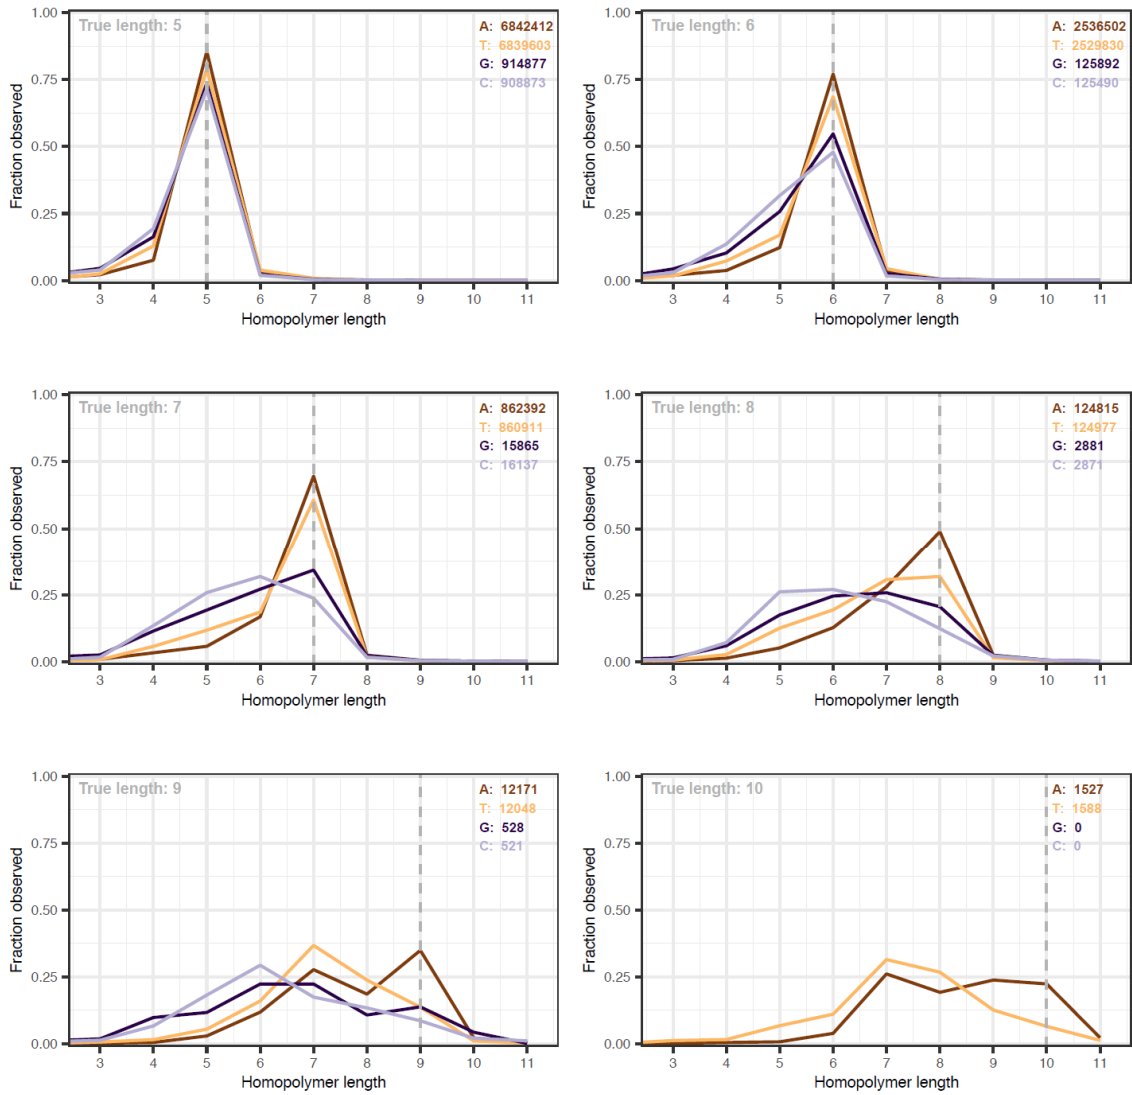 True length: 5
A: 6842412
T: 6839603
G: 914877
C: 908873
1.00
0.75
0.50
0.25
0.00
Fraction observed
3 4 5 6 7 8 9 10 11
Homopolymer length
True length: 6
A: 2536502
T: 2529830
G: 125892
C: 125490
1.00
0.75
0.50
0.25
0.00
Fraction observed
3 4 5 6 7 8 9 10 11
Homopolymer length
True length: 7
A: 862392
T: 860911
G: 15865
C: 16137
1.00
0.75
0.50
0.25
0.00
Fraction observed
3 4 5 6 7 8 9 10 11
Homopolymer length
True length: 8
A: 124815
T: 124977
G: 2881
C: 2871
1.00
0.75
0.50
0.25
0.00
Fraction observed
3 4 5 6 7 8 9 10 11
Homopolymer length
True length: 9
A: 12171
T: 12048
G: 528
C: 521
1.00
0.75
0.50
0.25
0.00
Fraction observed
3 4 5 6 7 8 9 10 11
Homopolymer length
True length: 10
A: 1527
T: 1588
G: 0
C: 0
1.00
0.75
0.50
0.25
0.00
Fraction observed
3 4 5 6 7 8 9 10 11
Homopolymer length